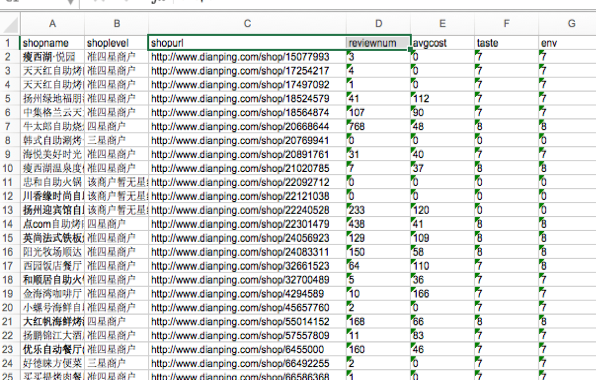 A B C D E F G
1 shopname shoplevel shopurl reviewnum avgcost taste env
2 瘦西湖·悦园 准四星商户 http://www.dianping.com/shop/15077993 3 0 7 7
3 天天红自助烤 准四星商户 http://www.dianping.com/shop/17254217 4 0 7 7
4 天天红自助烤 准四星商户 http://www.dianping.com/shop/17497092 1 0 7 7
5 扬州绿地福朋 准四星商户 http://www.dianping.com/shop/18524579 41 112 7 7
6 中集格兰云天 准四星商户 http://www.dianping.com/shop/18564874 107 90 7 7
7 牛太郎自助烧 四星商户 http://www.dianping.com/shop/20668644 768 48 8 8
8 韩式自助涮烤 三星商户 http://www.dianping.com/shop/20769941 0 0 0 0
9 海悦美好时光 准四星商户 http://www.dianping.com/shop/20891761 31 40 7 7
10 瘦西湖温泉度 准四星商户 http://www.dianping.com/shop/21020785 7 37 8 8
11 忠和自助火锅 该商户暂无星 http://www.dianping.com/shop/22092712 0 0 0 0
12 川香缘时尚自 该商户暂无星 http://www.dianping.com/shop/22121038 0 0 0 0
13 扬州迎宾馆自 该商户暂无星 http://www.dianping.com/shop/22240528 233 120 0 0
14 点com自助烤 四星商户 http://www.dianping.com/shop/22301479 438 41 8 8
15 英尚法式铁板 准四星商户 http://www.dianping.com/shop/24056923 129 109 8 8
16 阳光牧场顺达 准四星商户 http://www.dianping.com/shop/24083311 150 58 8 8
17 西园饭店餐厅 准四星商户 http://www.dianping.com/shop/32661523 64 110 7 8
18 和顺居自助火 准四星商户 http://www.dianping.com/shop/32700489 5 36 7 7
19 金海湾咖啡厅 准四星商户 http://www.dianping.com/shop/4294589 10 166 7 7
20 小螺号海鲜自 准四星商户 http://www.dianping.com/shop/45657760 2 0 7 7
21 大红帆海鲜烤 四星商户 http://www.dianping.com/shop/55014152 168 66 8 8
22 扬鹏锦江大酒 准四星商户 http://www.dianping.com/shop/57557809 11 83 7 7
23 优乐自动餐厅 准四星商户 http://www.dianping.com/shop/6455000 160 46 7 7
24 好德味方便菜 三星商户 http://www.dianping.com/shop/66492255 2 0 7 7
25 买买提烤肉 准四星商户 http://www.dianping.com/shop/66586368 1 0 7 7